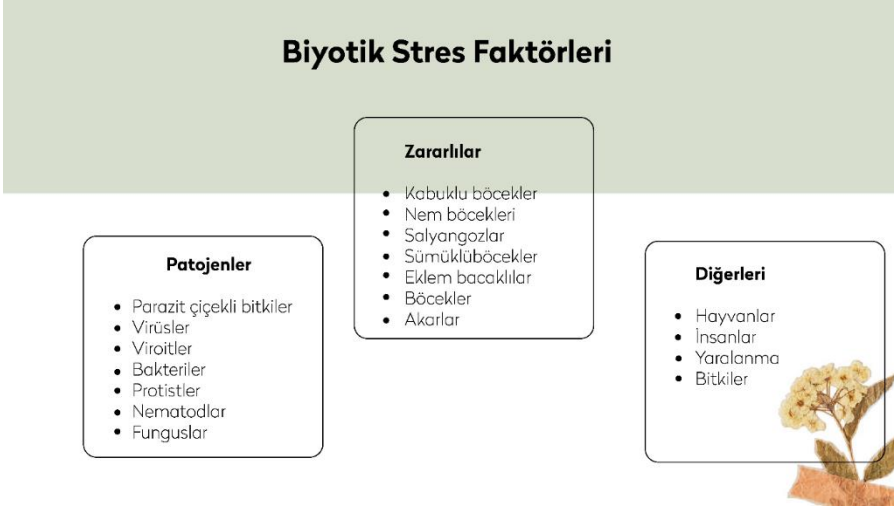 Biyotik Stres Faktörleri
Zararlılar
• Kabuklu böcekler
• Nem böcekleri
• Salyangozlar
• Sümüklüböcekler
• Eklem bacaklılar
• Böcekler
• Akarlar
Patojenler
• Parazit çiçekli bitkiler
• Virüsler
• Viroitler
• Bakteriler
• Protistler
• Nematodlar
• Funguslar
Diğerleri
• Hayvanlar
• İnsanlar
• Yaralanma
• Bitkiler